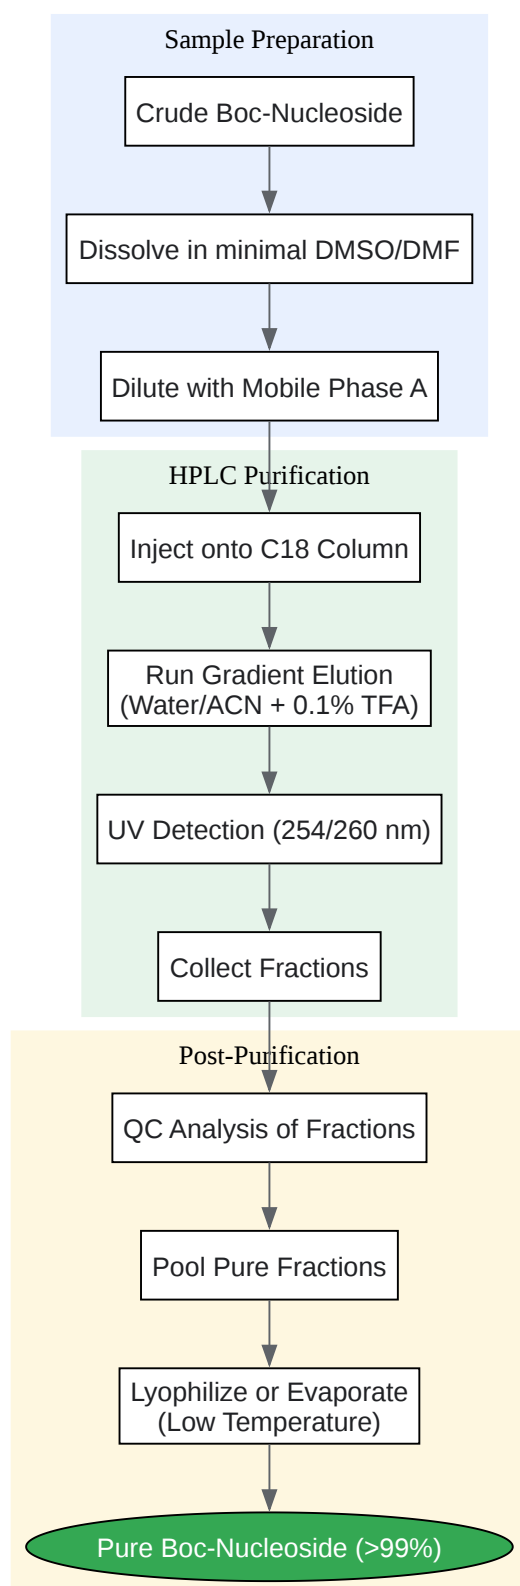 Sample Preparation
Crude Boc-Nucleoside
Dissolve in minimal DMSO/DMF
Dilute with Mobile Phase A
HPLC Purification
Inject onto C18 Column
Run Gradient Elution
(Water/ACN + 0.1% TFA)
UV Detection (254/260 nm)
Collect Fractions
Post-Purification
QC Analysis of Fractions
Pool Pure Fractions
Lyophilize or Evaporate
(Low Temperature)
Pure Boc-Nucleoside (>99%)